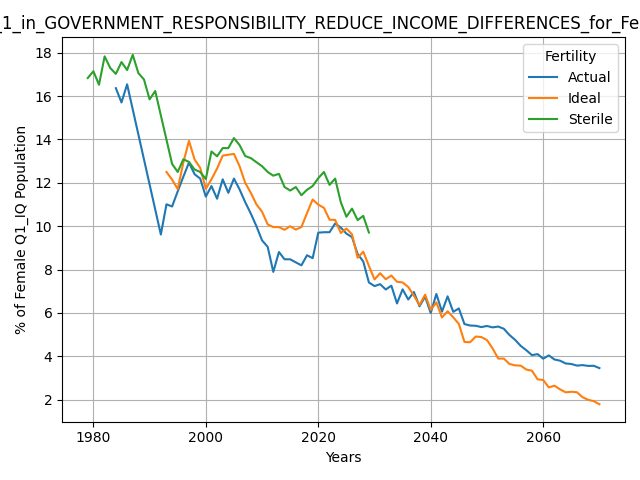 _1_in_GOVERNMENT_RESPONSIBILITY_REDUCE_INCOME_DIFFERENCES_for_Fe
Fertility
Actual
Ideal
Sterile
% of Female Q1_IQ Population
18
16
14
12
10
8
6
4
2
1980
2000
2020
2040
2060
Years